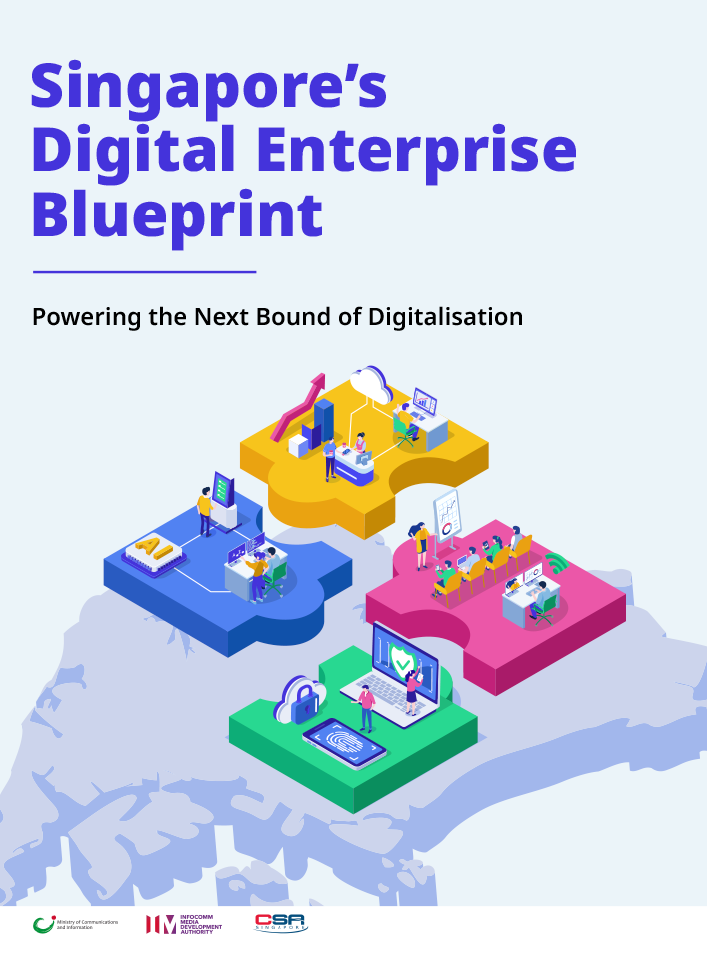 Singapore’s
Digital Enterprise
Blueprint
Powering the Next Bound of Digitalisation
AI
Ministry of Communications
and Information
INFOCOMM
MEDIA
DEVELOPMENT
AUTHORITY
CSA
SINGAPORE